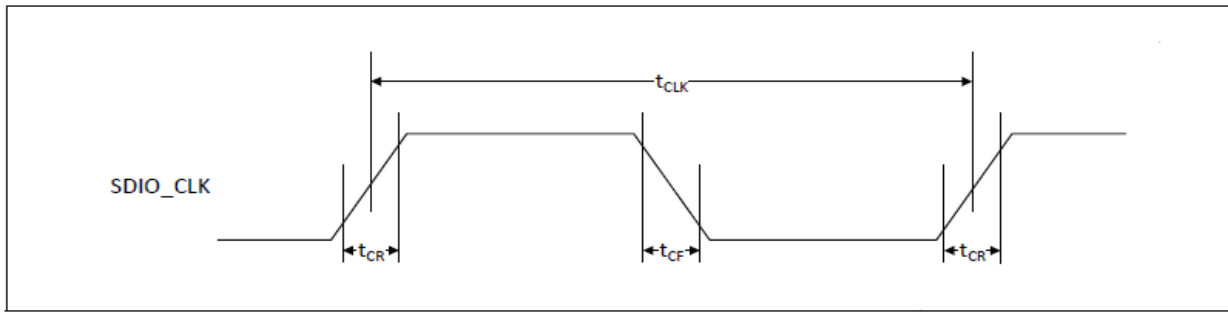 tCLK
SDIO_CLK
tCR
tCF
tCR